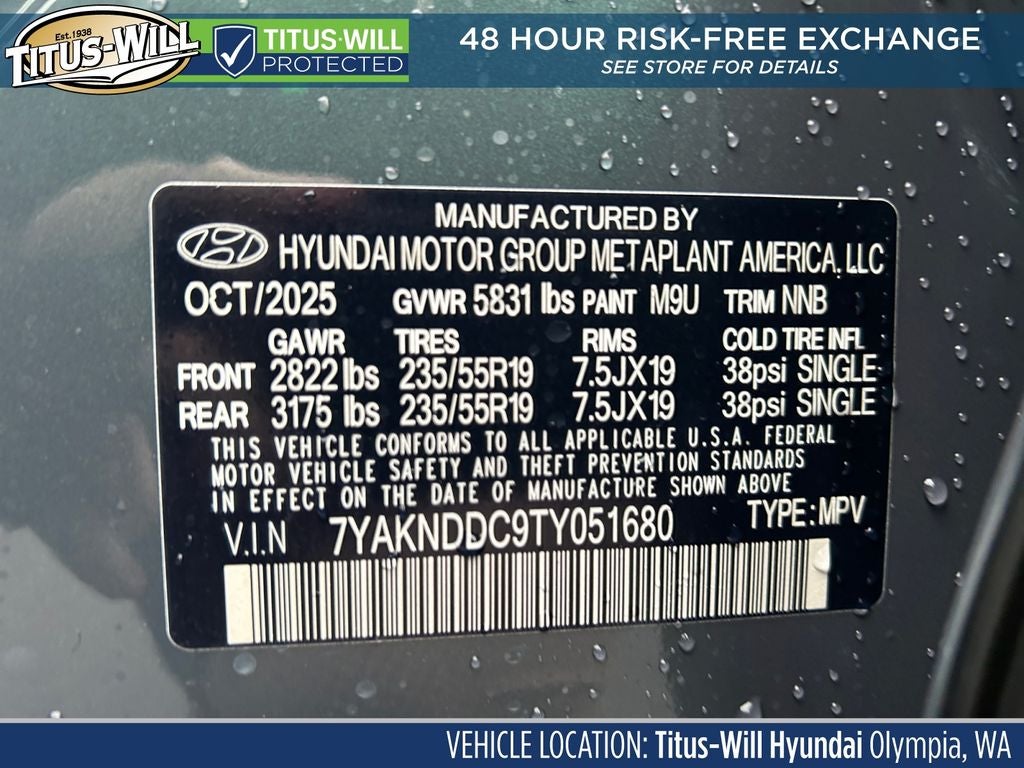 Est. 1938
TITUS-WILL
TITUS-WILL
PROTECTED
48 HOUR RISK-FREE EXCHANGE
SEE STORE FOR DETAILS
MANUFACTURED BY
HYUNDAI MOTOR GROUP METAPLANT AMERICA, LLC
OCT/2025 GVWR 5831 lbs PAINT M9U TRIM NNB
GAWR TIRES RIMS COLD TIRE INFL
FRONT 2822 lbs 235/55R19 7.5JX19 38psi SINGLE
REAR 3175 lbs 235/55R19 7.5JX19 38psi SINGLE
THIS VEHICLE CONFORMS TO ALL APPLICABLE U.S.A. FEDERAL
MOTOR VEHICLE SAFETY AND THEFT PREVENTION STANDARDS
IN EFFECT ON THE DATE OF MANUFACTURE SHOWN ABOVE
V.I.N 7YAKNDDC9TY051680 TYPE: MPV
VEHICLE LOCATION: Titus-Will Hyundai Olympia, WA